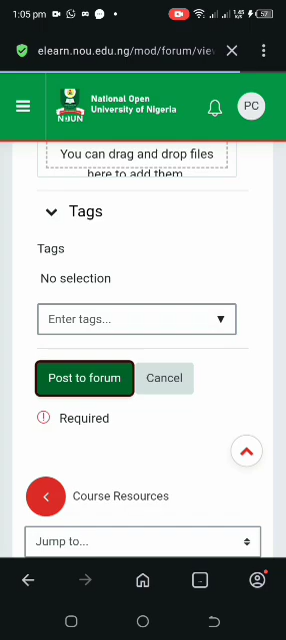 1:05 pm
elearn.nou.edu.ng/mod/forum/vie
National Open
University of Nigeria
NOUN
PC
You can drag and drop files
here to add them.
Tags
Tags
No selection
Enter tags...
Post to forum
Cancel
Required
Course Resources
Jump to...